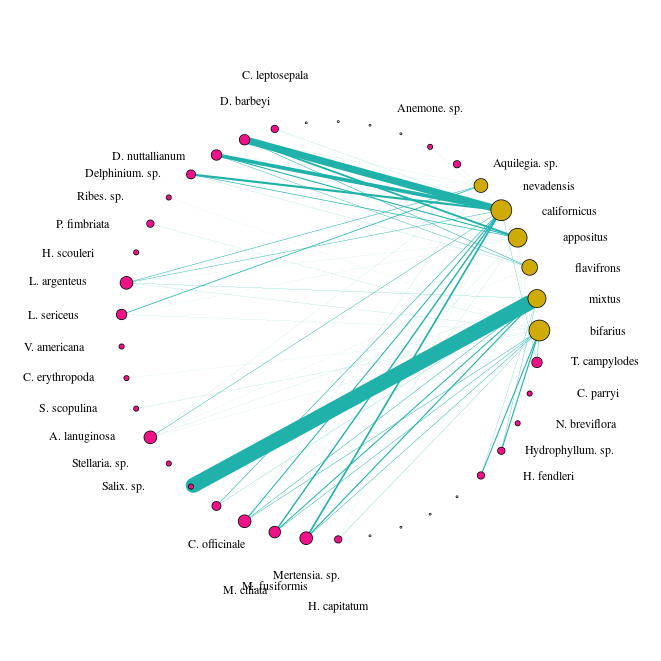 C. leptosepala
D. barbeyi
Anemone. sp.
D. nuttallianum
Aquilegia. sp.
Delphinium. sp.
nevadensis
Ribes. sp.
californicus
P. fimbriata
appositus
H. scouleri
flavifrons
L. argenteus
mixtus
L. sericeus
bifarius
V. americana
T. campylodes
C. erythropoda
C. parryi
S. scopulina
N. breviflora
A. lanuginosa
Hydrophyllum. sp.
Stellaria. sp.
H. fendleri
Salix. sp.
C. officinale
Mertensia. sp.
M. fusiformis
M. ciliata
H. capitatum